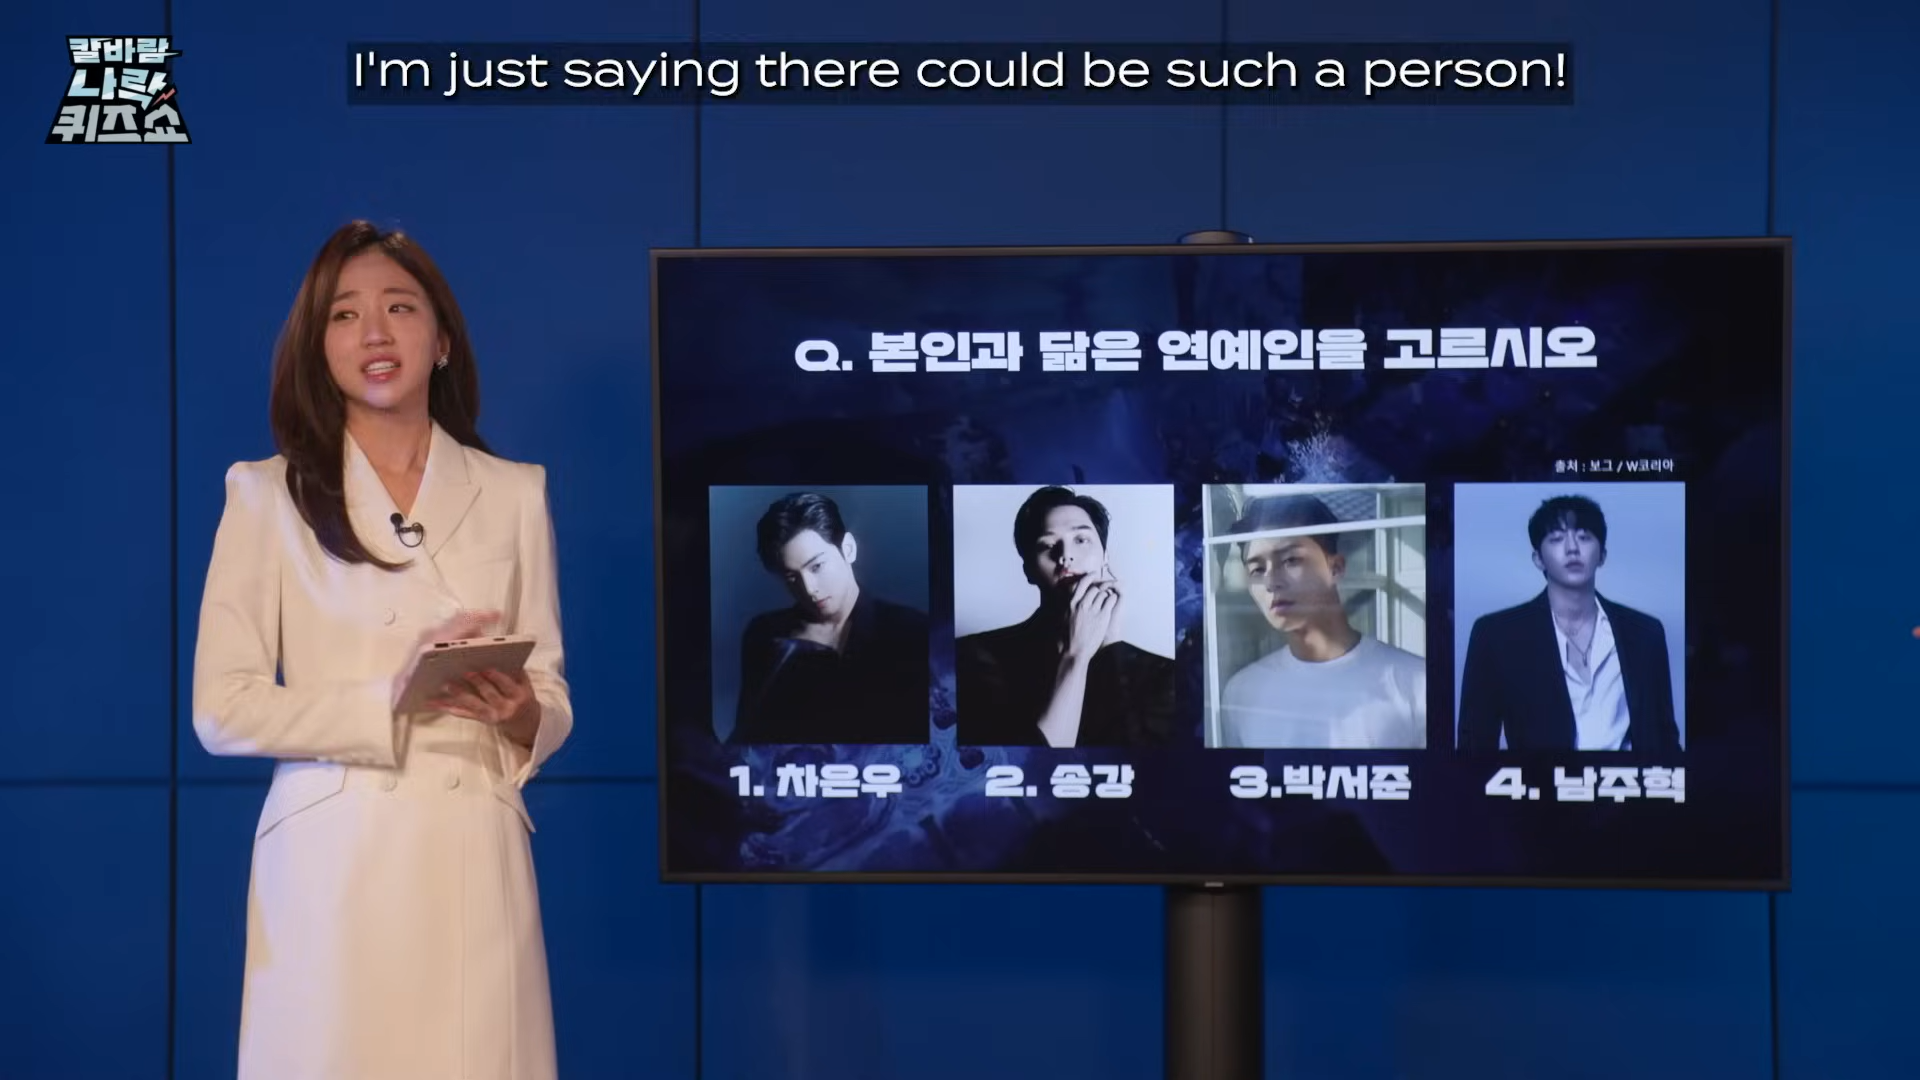 칼바람
나락
퀴즈쇼
I'm just saying there could be such a person!
Q. 본인과 닮은 연예인을 고르시오
출처 : 보그 / W코리아
1. 차은우
2. 송강
3.박서준
4. 남주혁